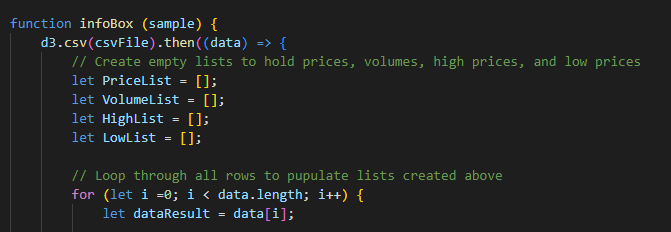 function infoBox (sample) {
d3.csv(csvFile).then((data) => {
// Create empty lists to hold prices, volumes, high prices, and low prices
let PriceList = [];
let VolumeList = [];
let HighList = [];
let LowList = [];
// Loop through all rows to pupulate lists created above
for (let i =0; i < data.length; i++) {
let dataResult = data[i];